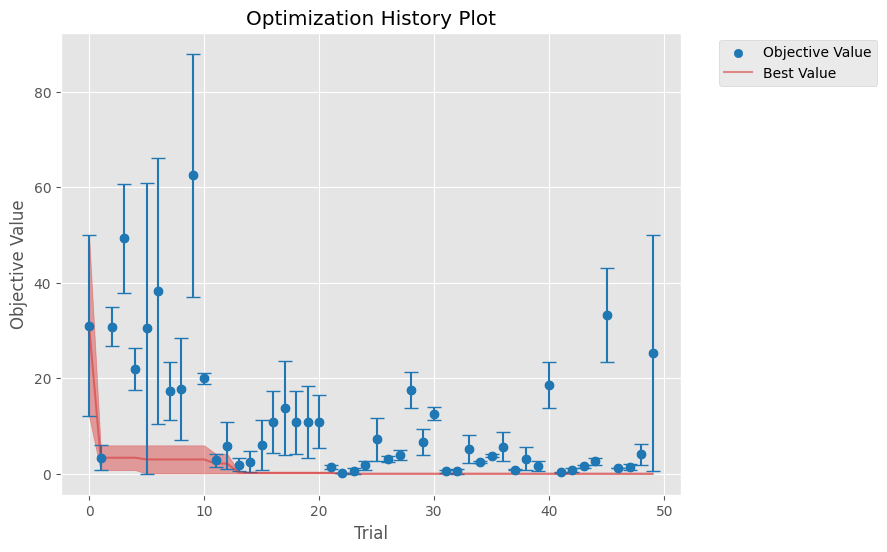 Optimization History Plot
Objective Value
Best Value
Objective Value
80
60
40
20
0
0 10 20 30 40 50
Trial